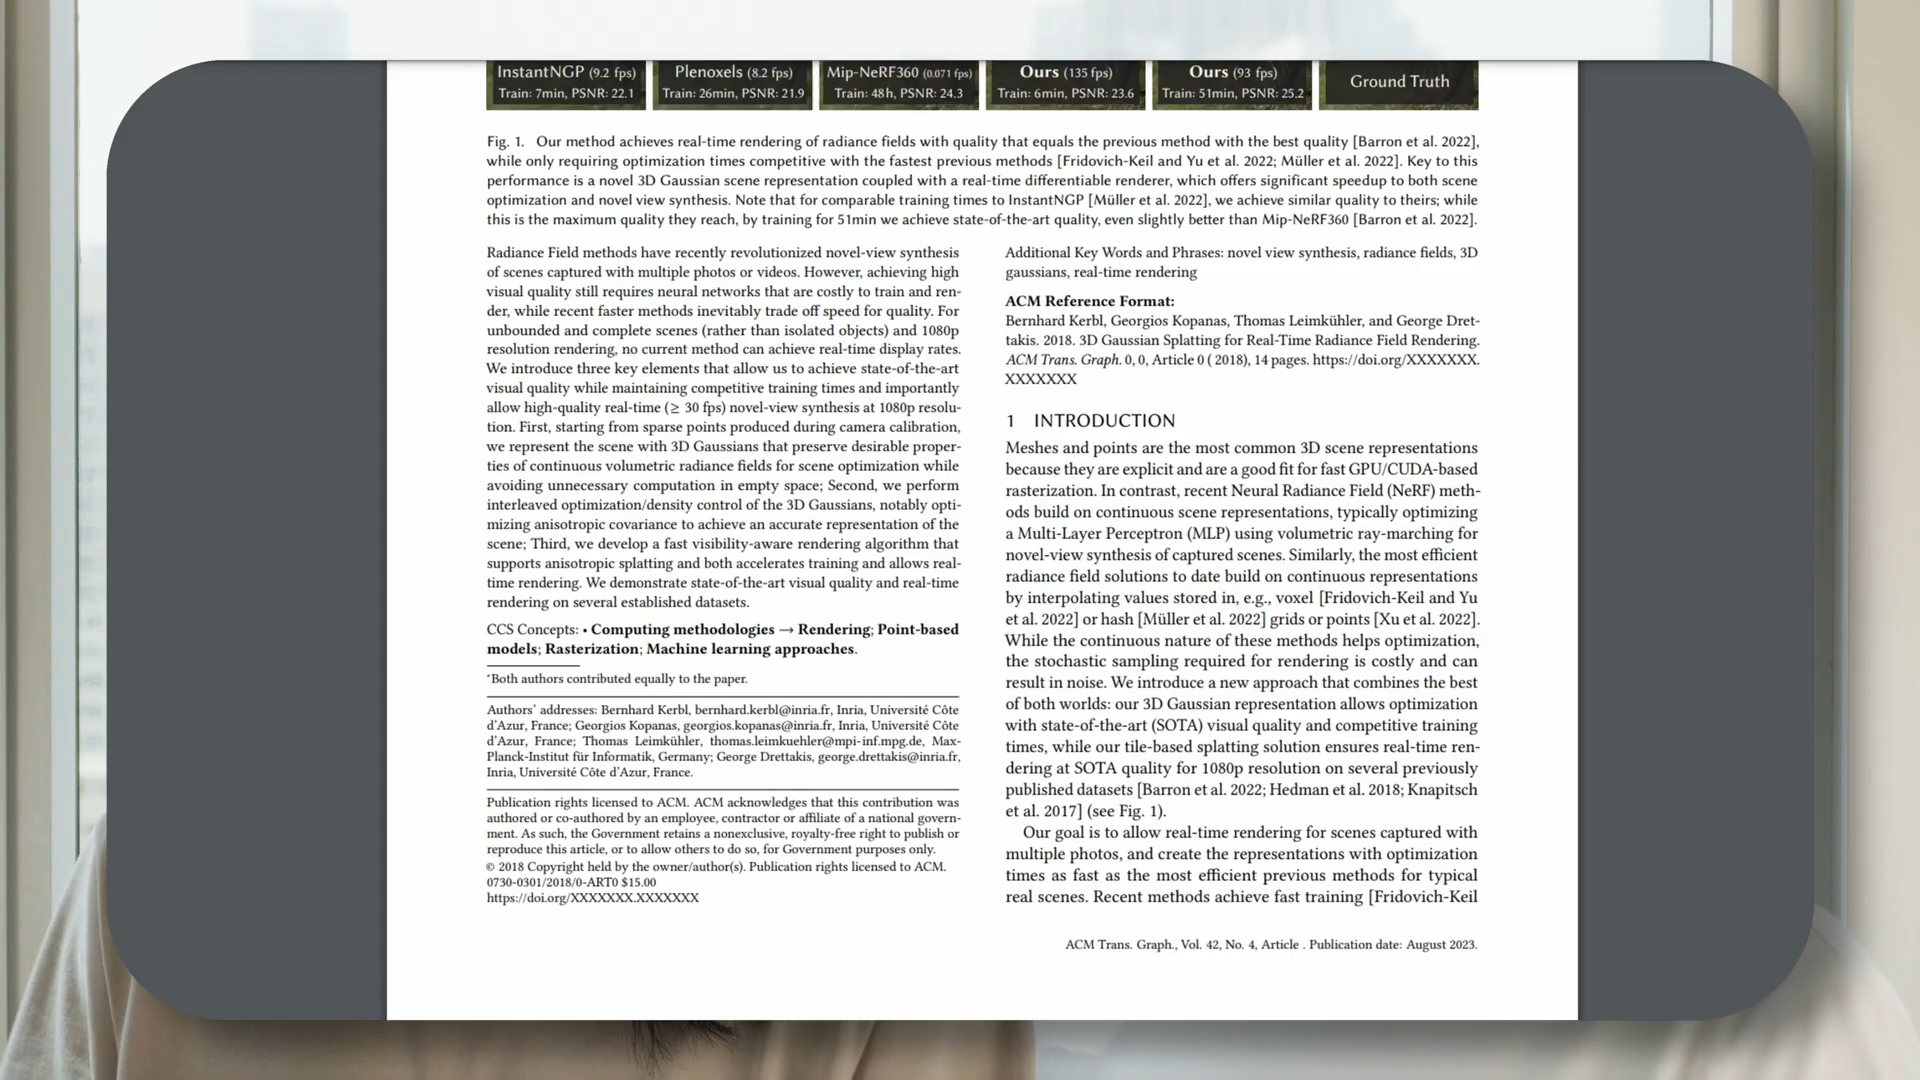 InstantNGP (9.2 fps)
Train: 7min, PSNR: 22.1
Plenoxels (8.2 fps)
Train: 26min, PSNR: 21.9
Mip-NeRF360 (0.071 fps)
Train: 48h, PSNR: 24.3
Ours (135 fps)
Train: 6min, PSNR: 23.6
Ours (93 fps)
Train: 51min, PSNR: 25.2
Ground Truth
Fig. 1. Our method achieves real-time rendering of radiance fields with quality that equals the previous method with the best quality [Barron et al. 2022],
while only requiring optimization times competitive with the fastest previous methods [Fridovich-Keil and Yu et al. 2022; Müller et al. 2022]. Key to this
performance is a novel 3D Gaussian scene representation coupled with a real-time differentiable renderer, which offers significant speedup to both scene
optimization and novel view synthesis. Note that for comparable training times to InstantNGP [Müller et al. 2022], we achieve similar quality to theirs; while
this is the maximum quality they reach, by training for 51min we achieve state-of-the-art quality, even slightly better than Mip-NeRF360 [Barron et al. 2022].
Radiance Field methods have recently revolutionized novel-view synthesis
of scenes captured with multiple photos or videos. However, achieving high
visual quality still requires neural networks that are costly to train and ren-
der, while recent faster methods inevitably trade off speed for quality. For
unbounded and complete scenes (rather than isolated objects) and 1080p
resolution rendering, no current method can achieve real-time display rates.
We introduce three key elements that allow us to achieve state-of-the-art
visual quality while maintaining competitive training times and importantly
allow high-quality real-time (≥ 30 fps) novel-view synthesis at 1080p resolu-
tion. First, starting from sparse points produced during camera calibration,
we represent the scene with 3D Gaussians that preserve desirable proper-
ties of continuous volumetric radiance fields for scene optimization while
avoiding unnecessary computation in empty space; Second, we perform
interleaved optimization/density control of the 3D Gaussians, notably opti-
mizing anisotropic covariance to achieve an accurate representation of the
scene; Third, we develop a fast visibility-aware rendering algorithm that
supports anisotropic splatting and both accelerates training and allows real-
time rendering. We demonstrate state-of-the-art visual quality and real-time
rendering on several established datasets.
CCS Concepts: • Computing methodologies → Rendering; Point-based
models; Rasterization; Machine learning approaches.
*Both authors contributed equally to the paper.
Authors' addresses: Bernhard Kerbl, bernhard.kerbl@inria.fr, Inria, Université Côte
d'Azur, France; Georgios Kopanas, georgios.kopanas@inria.fr, Inria, Université Côte
d'Azur, France; Thomas Leimkühler, thomas.leimkuehler@mpi-inf.mpg.de, Max-
Planck-Institut für Informatik, Germany; George Drettakis, george.drettakis@inria.fr,
Inria, Université Côte d'Azur, France.
Publication rights licensed to ACM. ACM acknowledges that this contribution was
authored or co-authored by an employee, contractor or affiliate of a national govern-
ment. As such, the Government retains a nonexclusive, royalty-free right to publish or
reproduce this article, or to allow others to do so, for Government purposes only.
© 2018 Copyright held by the owner/author(s). Publication rights licensed to ACM.
0730-0301/2018/0-ART0 $15.00
https://doi.org/XXXXXXX.XXXXXXX
Additional Key Words and Phrases: novel view synthesis, radiance fields, 3D
gaussians, real-time rendering
ACM Reference Format:
Bernhard Kerbl, Georgios Kopanas, Thomas Leimkühler, and George Dret-
takis. 2018. 3D Gaussian Splatting for Real-Time Radiance Field Rendering.
ACM Trans. Graph. 0, 0, Article 0 ( 2018), 14 pages. https://doi.org/XXXXXXX.
XXXXXXX
1 INTRODUCTION
Meshes and points are the most common 3D scene representations
because they are explicit and are a good fit for fast GPU/CUDA-based
rasterization. In contrast, recent Neural Radiance Field (NeRF) meth-
ods build on continuous scene representations, typically optimizing
a Multi-Layer Perceptron (MLP) using volumetric ray-marching for
novel-view synthesis of captured scenes. Similarly, the most efficient
radiance field solutions to date build on continuous representations
by interpolating values stored in, e.g., voxel [Fridovich-Keil and Yu
et al. 2022] or hash [Müller et al. 2022] grids or points [Xu et al. 2022].
While the continuous nature of these methods helps optimization,
the stochastic sampling required for rendering is costly and can
result in noise. We introduce a new approach that combines the best
of both worlds: our 3D Gaussian representation allows optimization
with state-of-the-art (SOTA) visual quality and competitive training
times, while our tile-based splatting solution ensures real-time ren-
dering at SOTA quality for 1080p resolution on several previously
published datasets [Barron et al. 2022; Hedman et al. 2018; Knapitsch
et al. 2017] (see Fig. 1).
Our goal is to allow real-time rendering for scenes captured with
multiple photos, and create the representations with optimization
times as fast as the most efficient previous methods for typical
real scenes. Recent methods achieve fast training [Fridovich-Keil
ACM Trans. Graph., Vol. 42, No. 4, Article . Publication date: August 2023.